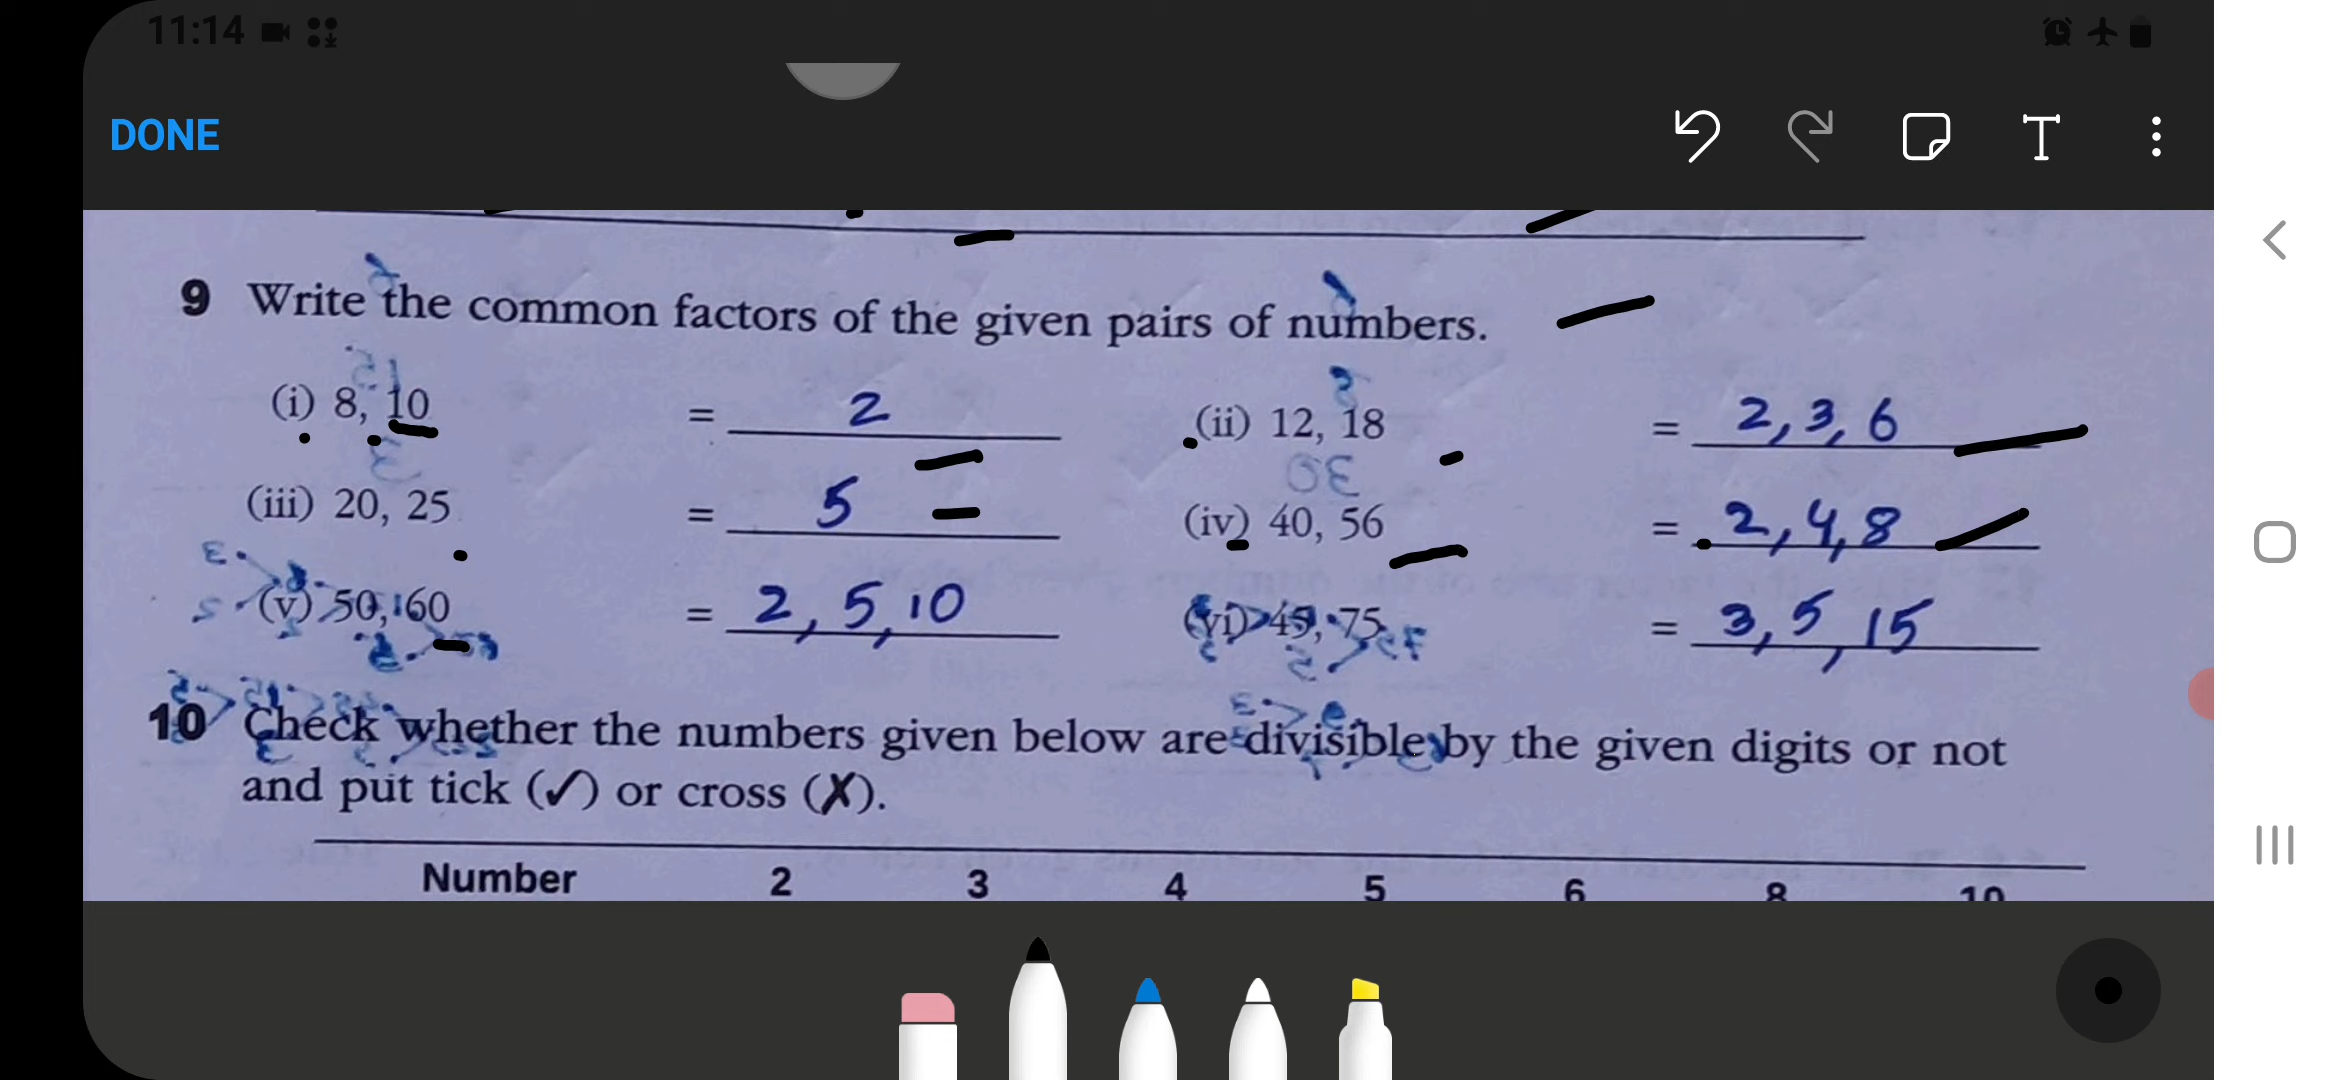 11:14
DONE
T
9 Write the common factors of the given pairs of numbers.
(i) 8, 10 = 2 (ii) 12, 18 = 2, 3, 6
(iii) 20, 25 = 5 (iv) 40, 56 = 2, 4, 8
(v) 50, 60 = 2, 5, 10 (vi) 45, 75 = 3, 5, 15
10 Check whether the numbers given below are divisible by the given digits or not
and put tick (✓) or cross (✗).
Number 2 3 4 5 6 8 10